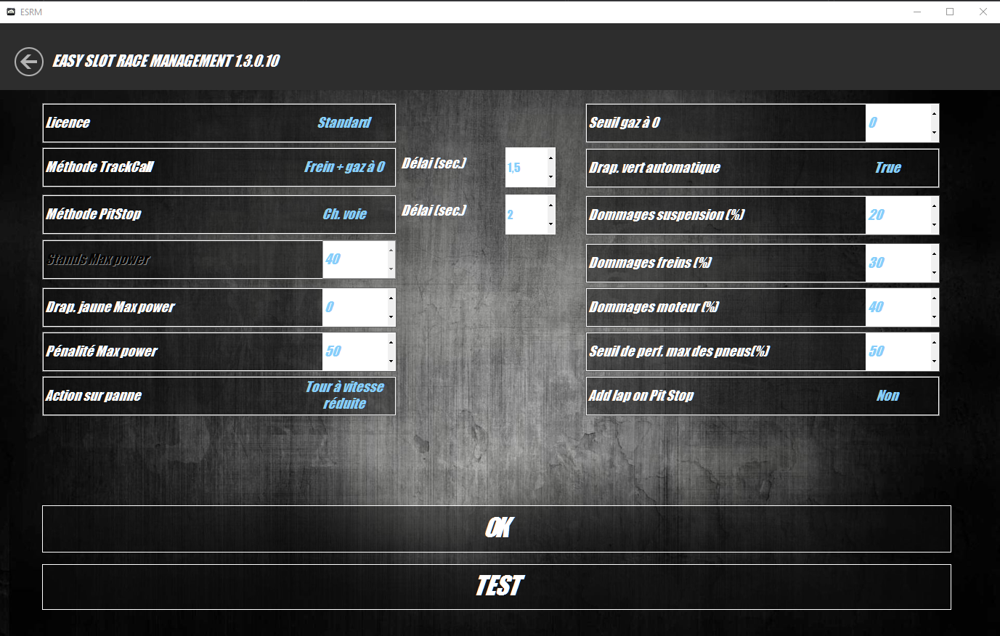 ESRM
EASY SLOT RACE MANAGEMENT 1.3.0.10
Licence Standard
Méthode TrackCall Frein + gaz à 0 Délai (sec.) 1,5
Méthode PitStop Ch. voie Délai (sec.) 2
Stands Max power 40
Drap. jaune Max power 0
Pénalité Max power 50
Action sur panne Tour à vitesse
réduite
Seuil gaz à 0 0
Drap. vert automatique True
Dommages suspension (%) 20
Dommages freins (%) 30
Dommages moteur (%) 40
Seuil de perf. max des pneus(%) 50
Add lap on Pit Stop Non
OK
TEST